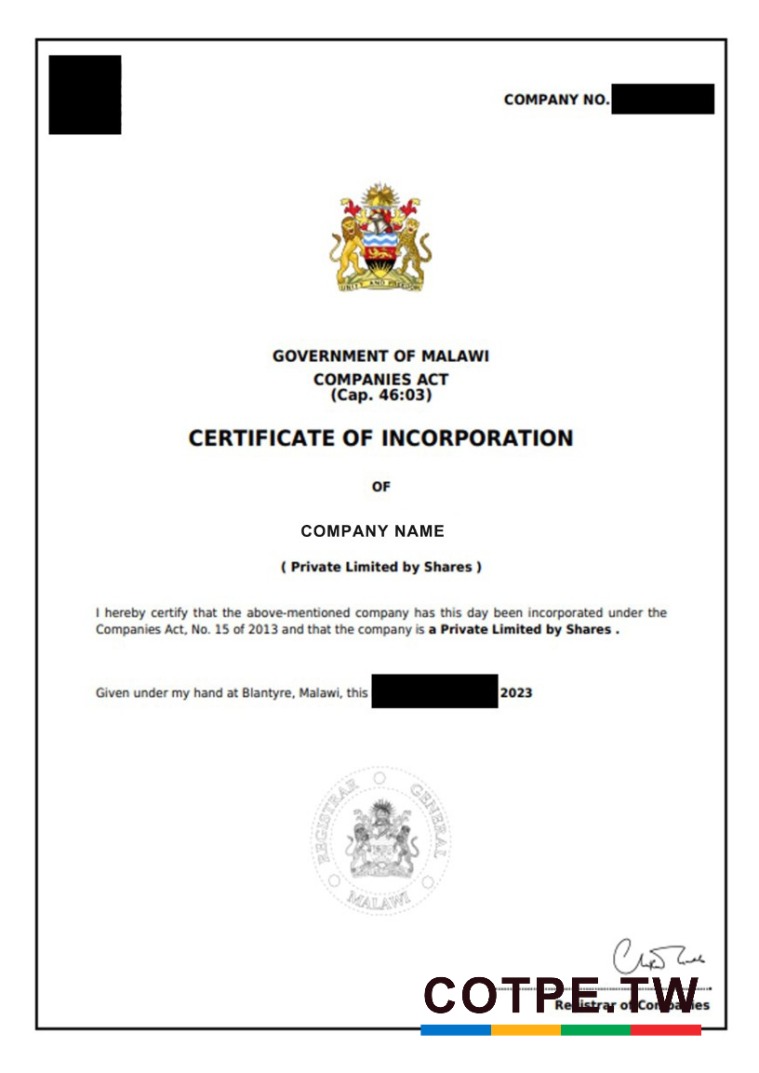 COMPANY NO.
UNITY AND FREEDOM
GOVERNMENT OF MALAWI
COMPANIES ACT
(Cap. 46:03)
CERTIFICATE OF INCORPORATION
OF
COMPANY NAME
( Private Limited by Shares )
I hereby certify that the above-mentioned company has this day been incorporated under the
Companies Act, No. 15 of 2013 and that the company is a Private Limited by Shares .
Given under my hand at Blantyre, Malawi, this 2023
REGISTRAR GENERAL
MALAWI
COTPE.TW
Registrar of Companies